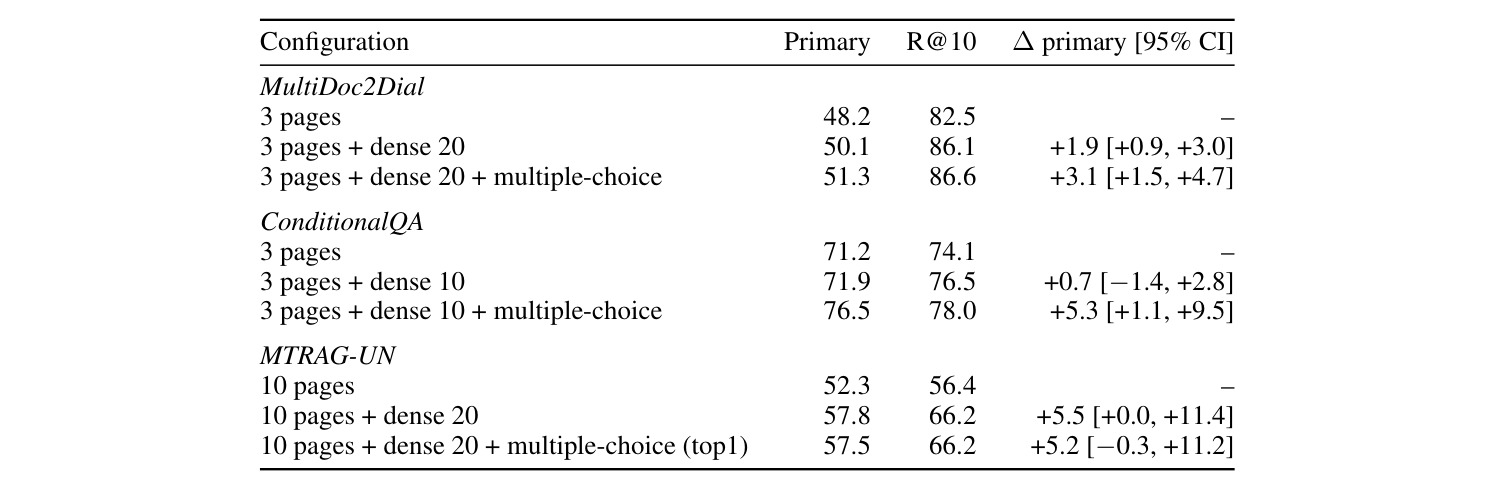 Configuration Primary R@10 Δ primary [95% CI]
MultiDoc2Dial
3 pages 48.2 82.5 –
3 pages + dense 20 50.1 86.1 +1.9 [+0.9, +3.0]
3 pages + dense 20 + multiple-choice 51.3 86.6 +3.1 [+1.5, +4.7]
ConditionalQA
3 pages 71.2 74.1 –
3 pages + dense 10 71.9 76.5 +0.7 [−1.4, +2.8]
3 pages + dense 10 + multiple-choice 76.5 78.0 +5.3 [+1.1, +9.5]
MTRAG-UN
10 pages 52.3 56.4 –
10 pages + dense 20 57.8 66.2 +5.5 [+0.0, +11.4]
10 pages + dense 20 + multiple-choice (top1) 57.5 66.2 +5.2 [−0.3, +11.2]